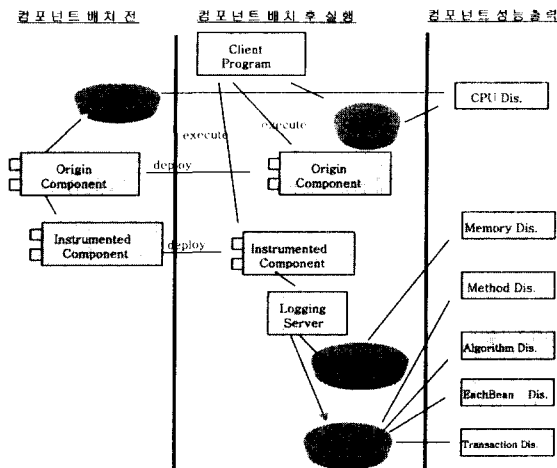 컴포넌트 배치 전
컴포넌트 배치 후 실행
컴포넌트 성능출력
Client
Program
CPU Dis.
execute
execute
Origin
Component
deploy
Origin
Component
Instrumented
Component
deploy
Instrumented
Component
Memory Dis.
Method Dis.
Logging
Server
Algorithm Dis.
EachBean Dis.
Transaction Dis.